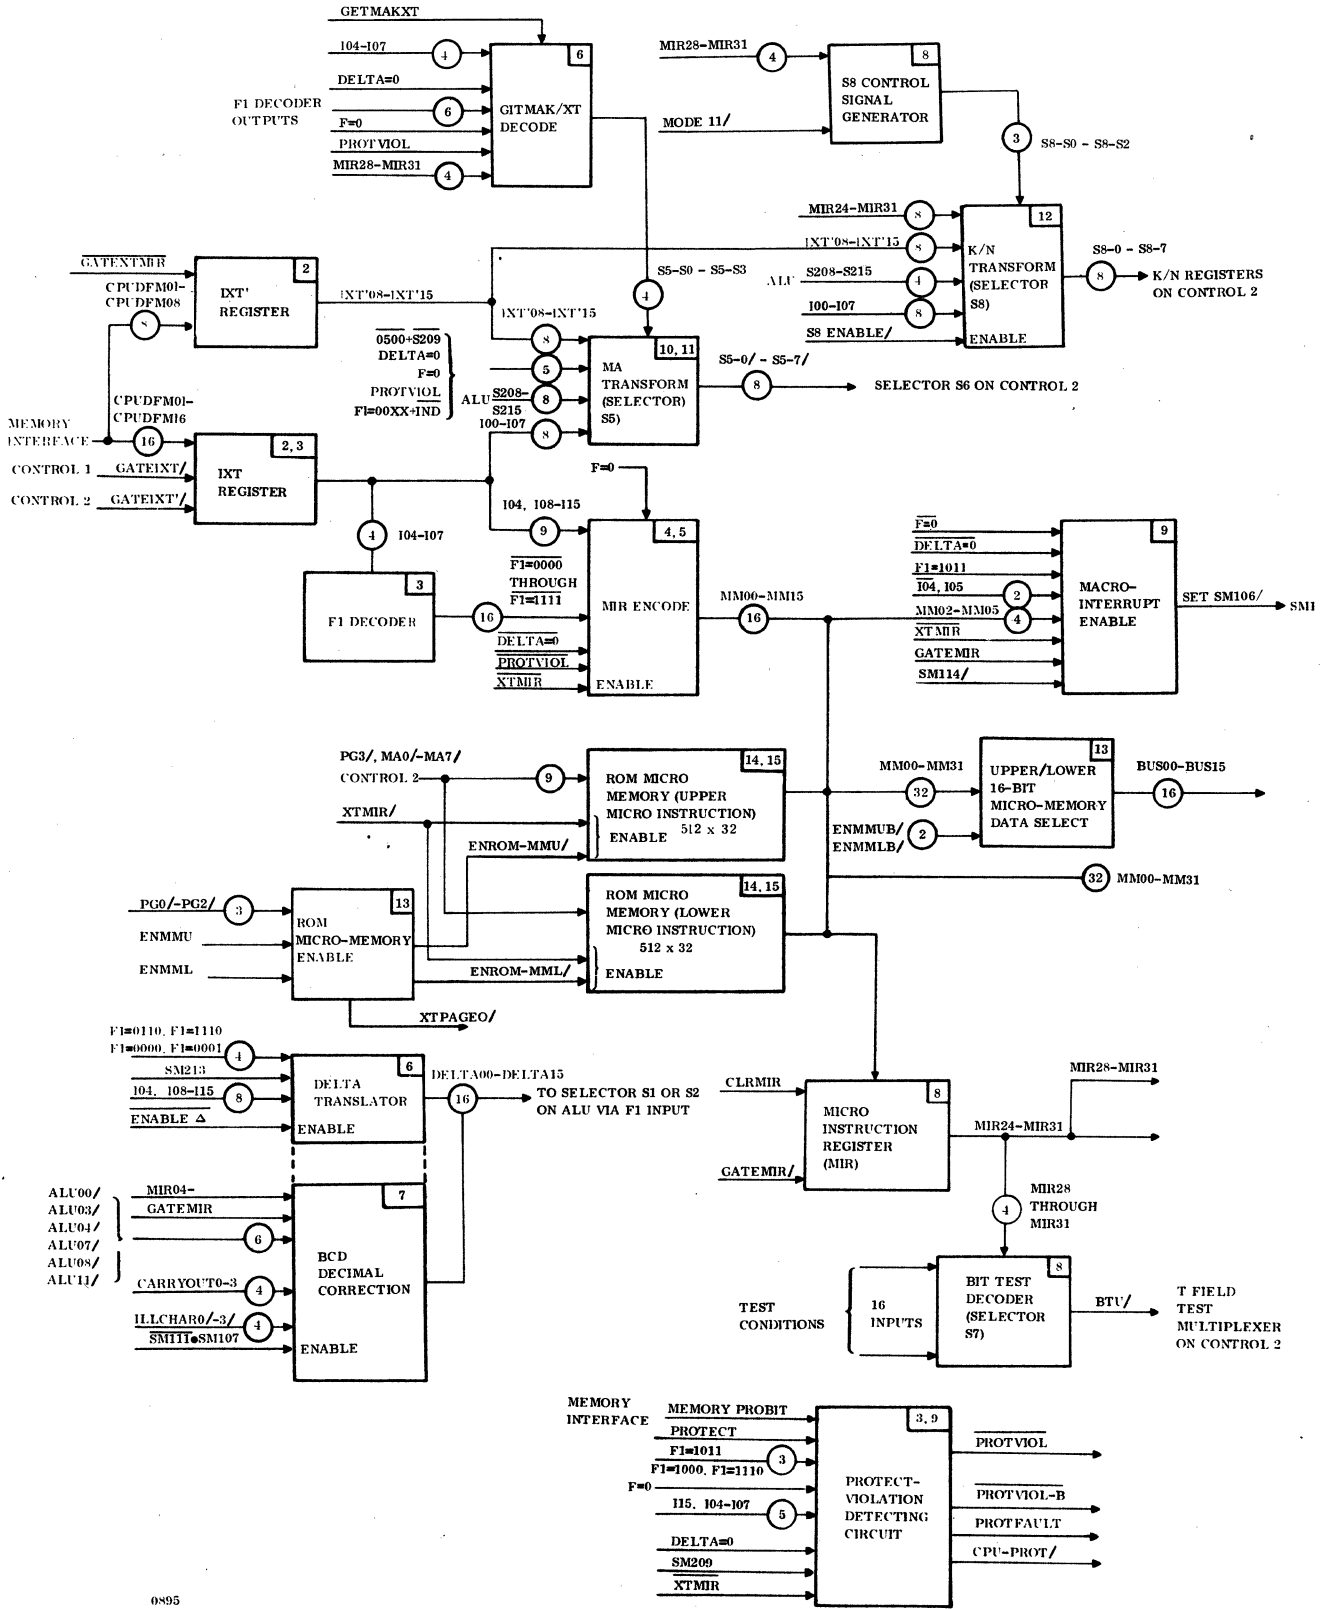 GETMAKXT
I04-I07
4
DELTA=0
F1 DECODER
OUTPUTS
6
F=0
PROTVIOL
MIR28-MIR31
4
6
GITMAK/XT
DECODE
MIR28-MIR31
4
MODE 11/
8
S8 CONTROL
SIGNAL
GENERATOR
3
S8-S0 - S8-S2
MIR24-MIR31
8
IXT'08-IXT'15
8
ALU
S208-S215
4
I00-I07
8
S8 ENABLE/
12
K/N
TRANSFORM
(SELECTOR
S8)
ENABLE
S8-0 - S8-7
8
K/N REGISTERS
ON CONTROL 2
GATEXTMIR
CPUDFM01-
CPUDFM08
8
2
IXT'
REGISTER
IXT'08-IXT'15
S5-S0 - S5-S3
4
IXT'08-IXT'15
8
0500+S209
DELTA=0
F=0
PROTVIOL
F1=00XX+IND
5
ALU
S208-
S215
8
I00-I07
8
10, 11
MA
TRANSFORM
(SELECTOR)
S5)
S5-0/ - S5-7/
8
SELECTOR S6 ON CONTROL 2
CPUDFM01-
CPUDFM16
MEMORY
INTERFACE
16
CONTROL 1
GATEIXT/
CONTROL 2
GATEIXT'/
2, 3
IXT
REGISTER
F=0
4
I04-I07
I04, I08-I15
9
3
F1 DECODER
F1=0000
THROUGH
F1=1111
16
DELTA=0
PROTVIOL
XTMIR
4, 5
MIR ENCODE
ENABLE
MM00-MM15
16
F=0
DELTA=0
F1=1011
I04, I05
2
MM02-MM05
4
XTMIR
GATEMIR
SM114/
9
MACRO-
INTERRUPT
ENABLE
SET SM106/
SM1
PG3/, MA0/-MA7/
CONTROL 2
9
XTMIR/
ENROM-MMU/
14, 15
ROM MICRO
MEMORY (UPPER
MICRO INSTRUCTION)
512 x 32
ENABLE
MM00-MM31
32
ENMMUB/
ENMMLB/
2
13
UPPER/LOWER
16-BIT
MICRO-MEMORY
DATA SELECT
BUS00-BUS15
16
32
MM00-MM31
PG0/-PG2/
3
ENMMU
ENMML
13
ROM
MICRO-MEMORY
ENABLE
ENROM-MML/
XTPAGE0/
14, 15
ROM MICRO
MEMORY (LOWER
MICRO INSTRUCTION)
512 x 32
ENABLE
F1=0110, F1=1110
F1=0000, F1=0001
4
SM213
I04, I08-I15
8
ENABLE Δ
6
DELTA
TRANSLATOR
ENABLE
DELTA00-DELTA15
16
TO SELECTOR S1 OR S2
ON ALU VIA F1 INPUT
CLRMIR
GATEMIR/
8
MICRO
INSTRUCTION
REGISTER
(MIR)
MIR28-MIR31
MIR24-MIR31
4
MIR28
THROUGH
MIR31
ALU00/
ALU03/
ALU04/
ALU07/
ALU08/
ALU11/
MIR04-
GATEMIR
6
CARRYOUT0-3
4
ILLCHAR0/-3/
4
SM111●SM107
7
BCD
DECIMAL
CORRECTION
ENABLE
TEST
CONDITIONS
16
INPUTS
8
BIT TEST
DECODER
(SELECTOR
S7)
BTU/
T FIELD
TEST
MULTIPLEXER
ON CONTROL 2
MEMORY
INTERFACE
MEMORY PROBIT
PROTECT
F1=1011
3
F1=1000, F1=1110
F=0
I15, I04-I07
5
DELTA=0
SM209
XTMIR
3, 9
PROTECT-
VIOLATION
DETECTING
CIRCUIT
PROTVIOL
PROTVIOL-B
PROTFAULT
CPU-PROT/
0895